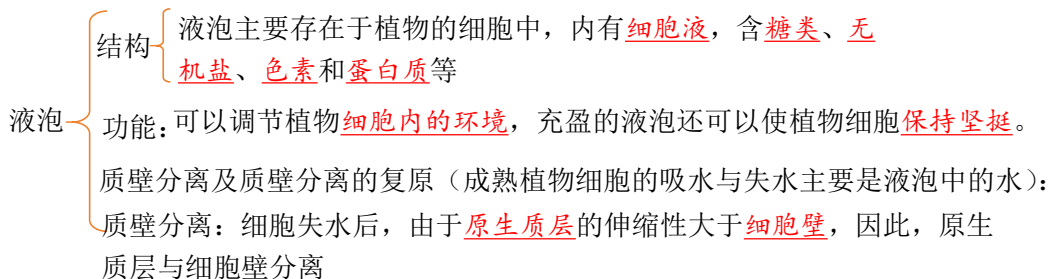 液泡主要存在于植物的细胞中，内有细胞液，含糖类、无
结构
机盐、色素和蛋白质等
液泡
功能：可以调节植物细胞内的环境，充盈的液泡还可以使植物细胞保持坚挺。
质壁分离及质壁分离的复原（成熟植物细胞的吸水与失水主要是液泡中的水）：
质壁分离：细胞失水后，由于原生质层的伸缩性大于细胞壁，因此，原生
质层与细胞壁分离